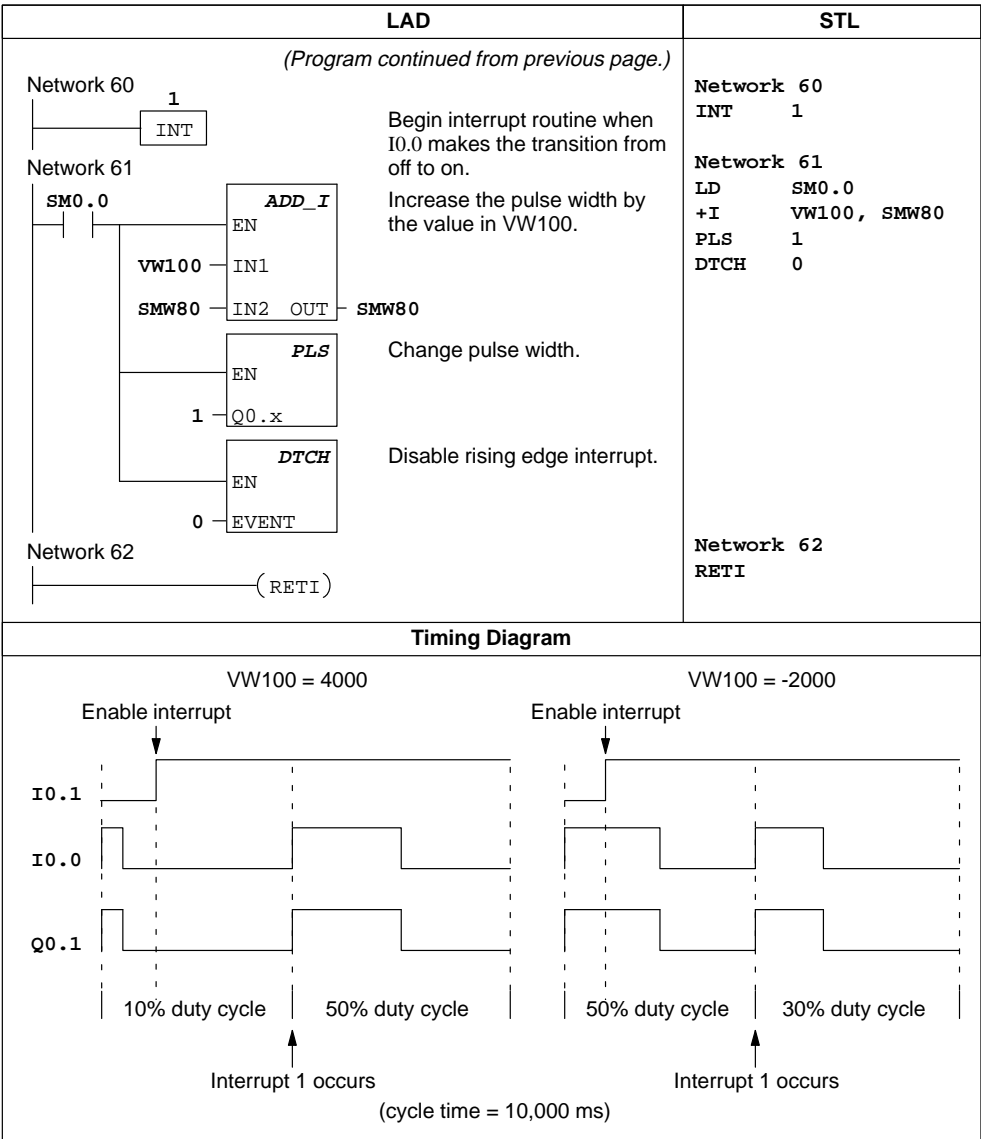 LAD
STL
(Program continued from previous page.)
Network 60
1
INT
Begin interrupt routine when
I0.0 makes the transition from
off to on.
Network 61
SM0.0
ADD_I
EN
VW100
IN1
SMW80
IN2 OUT
SMW80
Increase the pulse width by
the value in VW100.
PLS
EN
1
Q0.x
Change pulse width.
DTCH
EN
0
EVENT
Disable rising edge interrupt.
Network 62
RETI
Network 60
INT 1
Network 61
LD SM0.0
+I VW100, SMW80
PLS 1
DTCH 0
Network 62
RETI
Timing Diagram
VW100 = 4000
VW100 = -2000
Enable interrupt
Enable interrupt
I0.1
I0.0
Q0.1
10% duty cycle
50% duty cycle
50% duty cycle
30% duty cycle
Interrupt 1 occurs
Interrupt 1 occurs
(cycle time = 10,000 ms)